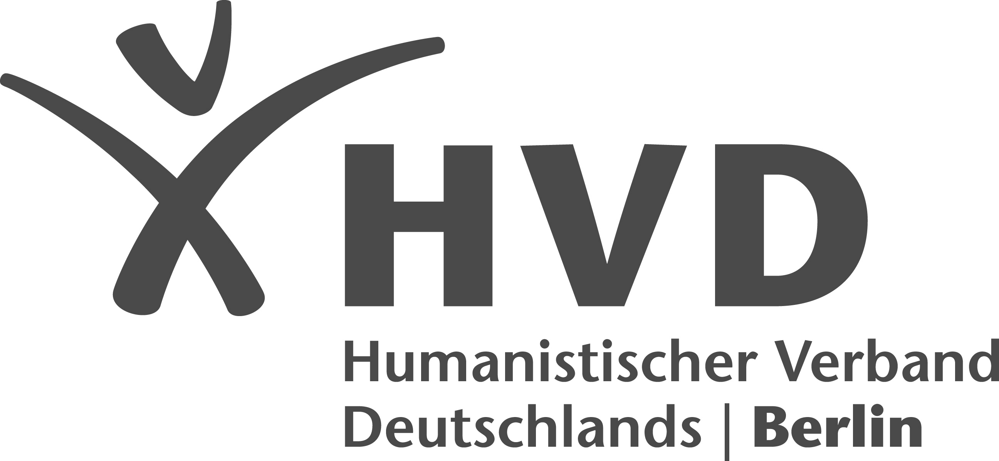 HVD
Humanistischer Verband
Deutschlands | Berlin